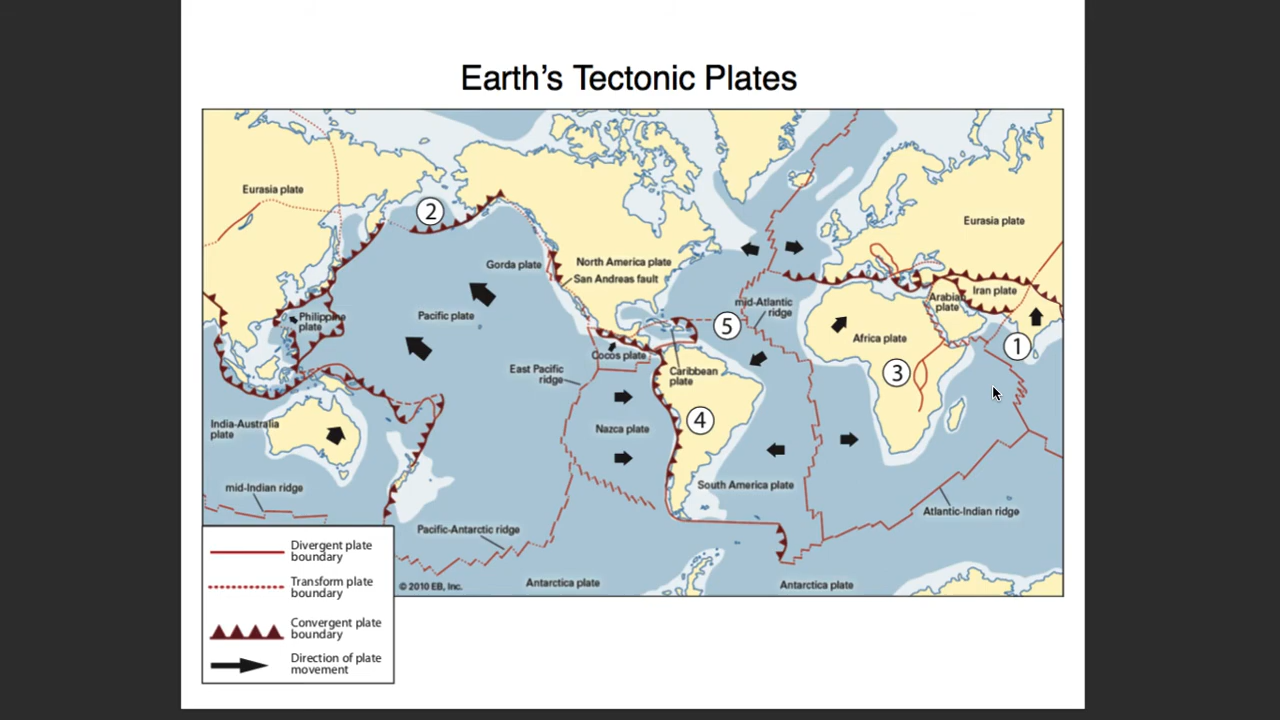 Earth's Tectonic Plates
Eurasia plate
2
Eurasia plate
Gorda plate
North America plate
San Andreas fault
Philippine
plate
Pacific plate
mid-Atlantic
ridge
5
Arabian
plate
Iran plate
Africa plate
1
Cocos plate
East Pacific
ridge
Caribbean
plate
3
India-Australia
plate
Nazca plate
4
mid-Indian ridge
South America plate
Atlantic-Indian ridge
Pacific-Antarctic ridge
© 2010 EB, Inc.
Antarctica plate
Antarctica plate
Divergent plate
boundary
Transform plate
boundary
Convergent plate
boundary
Direction of plate
movement